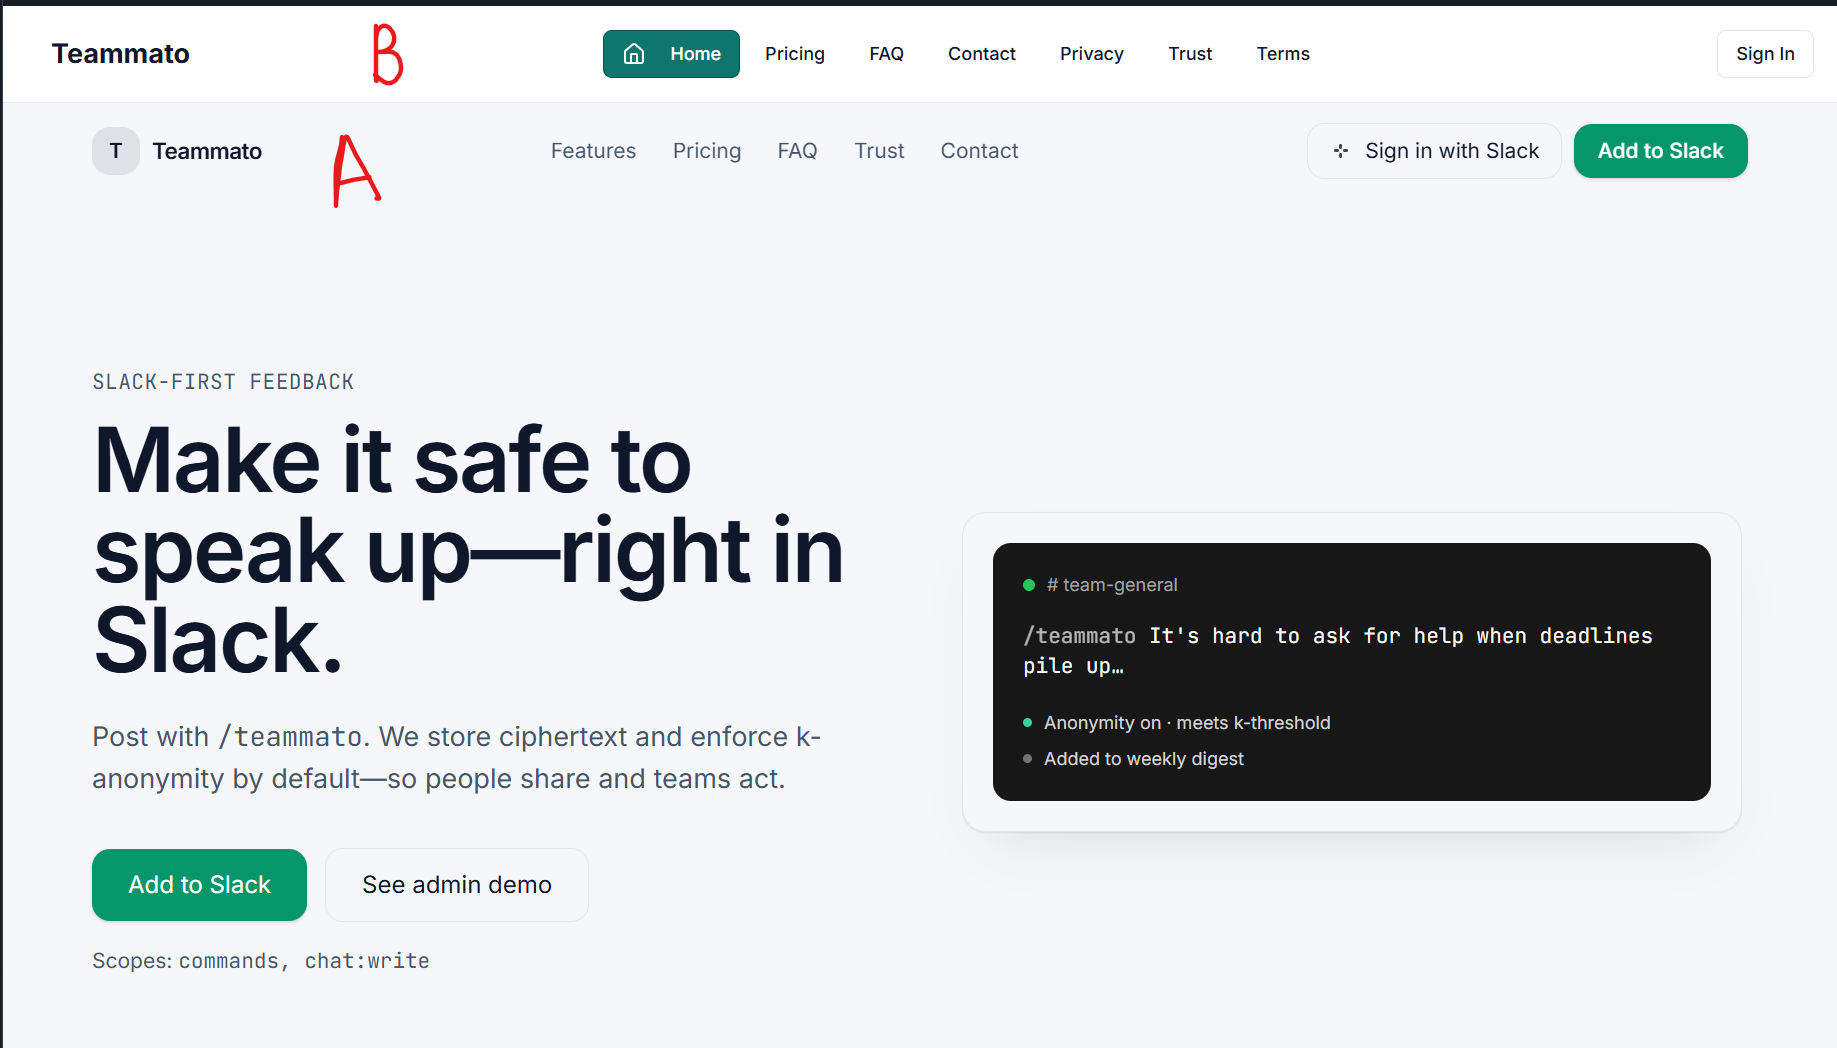 Teammato B Home Pricing FAQ Contact Privacy Trust Terms Sign In
T Teammato A Features Pricing FAQ Trust Contact Sign in with Slack Add to Slack
SLACK-FIRST FEEDBACK
Make it safe to
speak up—right in
Slack.
Post with /teammato. We store ciphertext and enforce k-
anonymity by default—so people share and teams act.
Add to Slack See admin demo
Scopes: commands, chat:write
# team-general
/teammato It's hard to ask for help when deadlines
pile up…
Anonymity on · meets k-threshold
Added to weekly digest